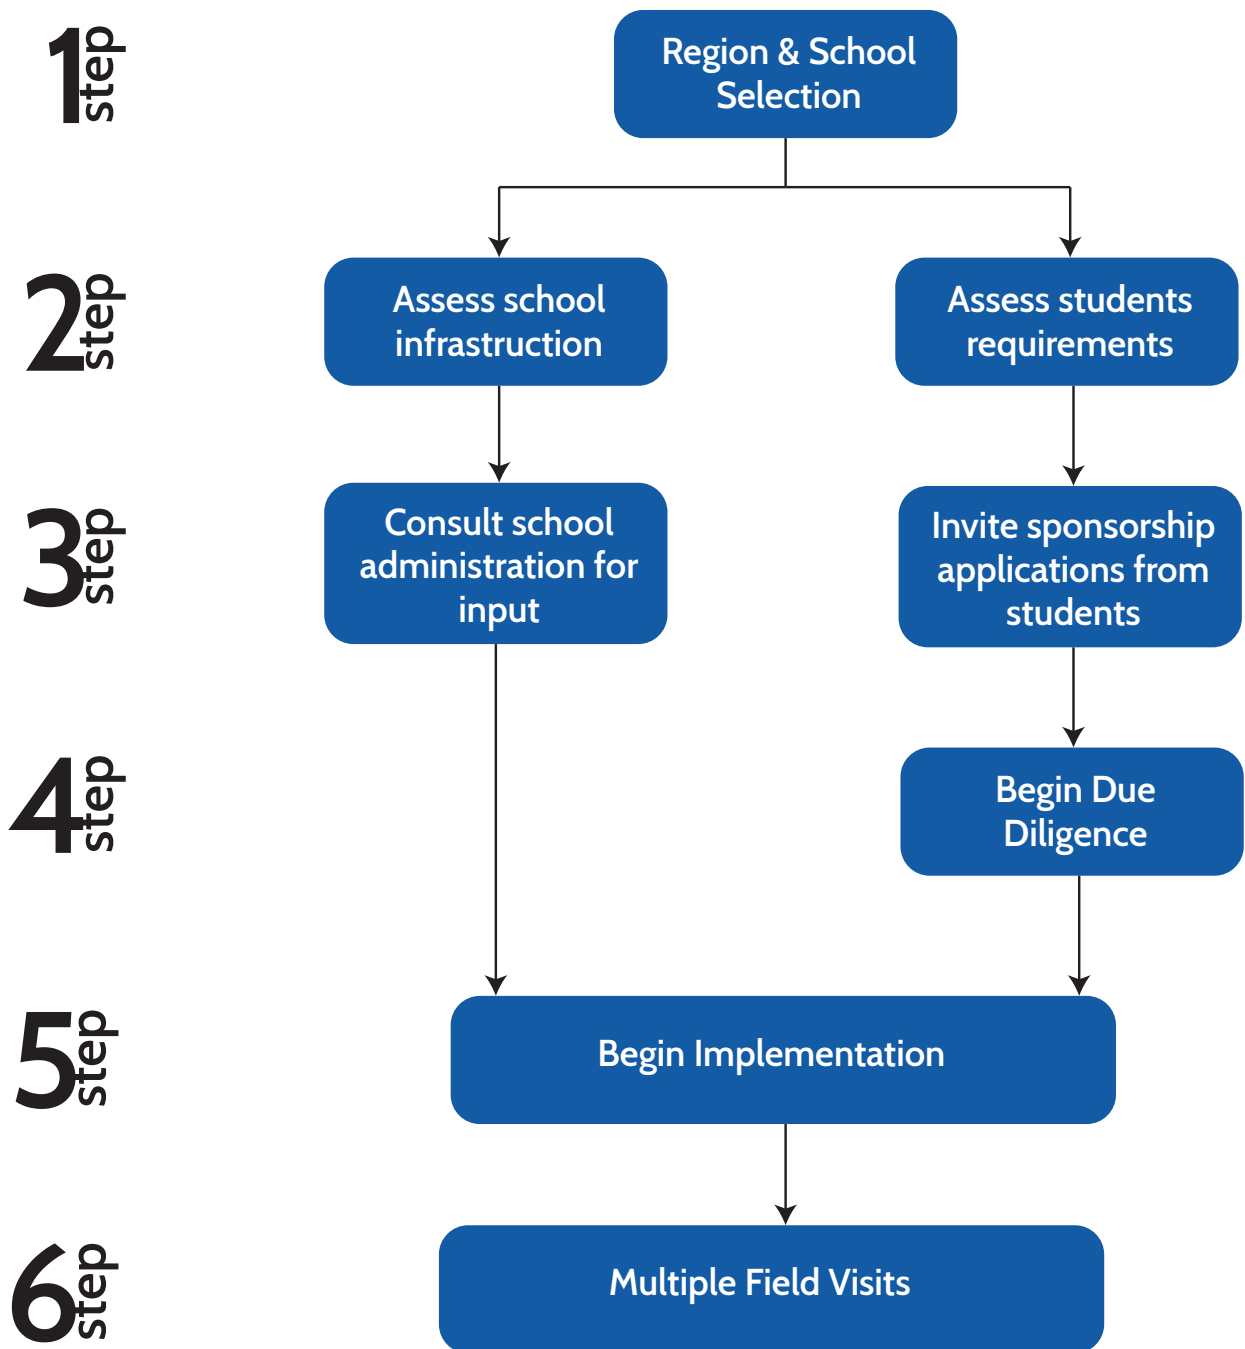 1 step
Region & School
Selection
2 step
Assess school
infrastruction
Assess students
requirements
3 step
Consult school
administration for
input
Invite sponsorship
applications from
students
4 step
Begin Due
Diligence
5 step
Begin Implementation
6 step
Multiple Field Visits